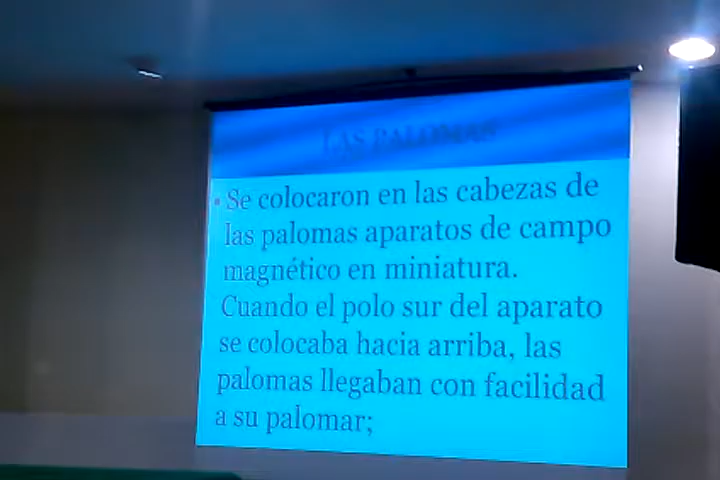 LAS PALOMAS
▪ Se colocaron en las cabezas de
las palomas aparatos de campo
magnético en miniatura.
Cuando el polo sur del aparato
se colocaba hacia arriba, las
palomas llegaban con facilidad
a su palomar;